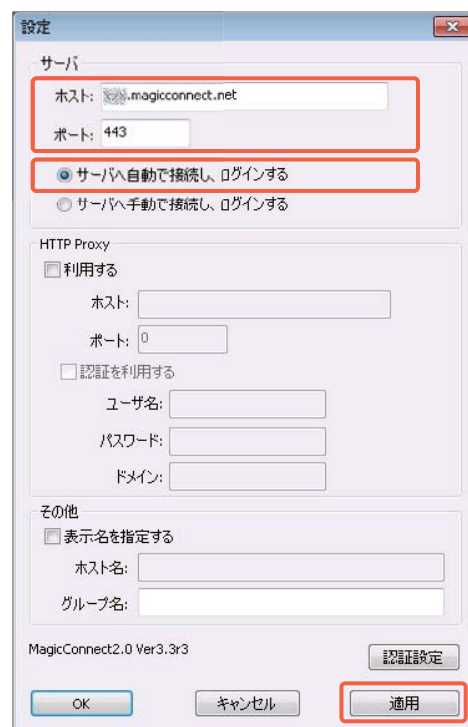 設定
サーバ
ホスト: .magicconnect.net
ポート: 443
サーバへ自動で接続し、ログインする
サーバへ手動で接続し、ログインする
HTTP Proxy
利用する
ホスト:
ポート: 0
認証を利用する
ユーザ名:
パスワード:
ドメイン:
その他
表示名を指定する
ホスト名:
グループ名:
MagicConnect2.0 Ver3.3r3
認証設定
OK キャンセル 適用